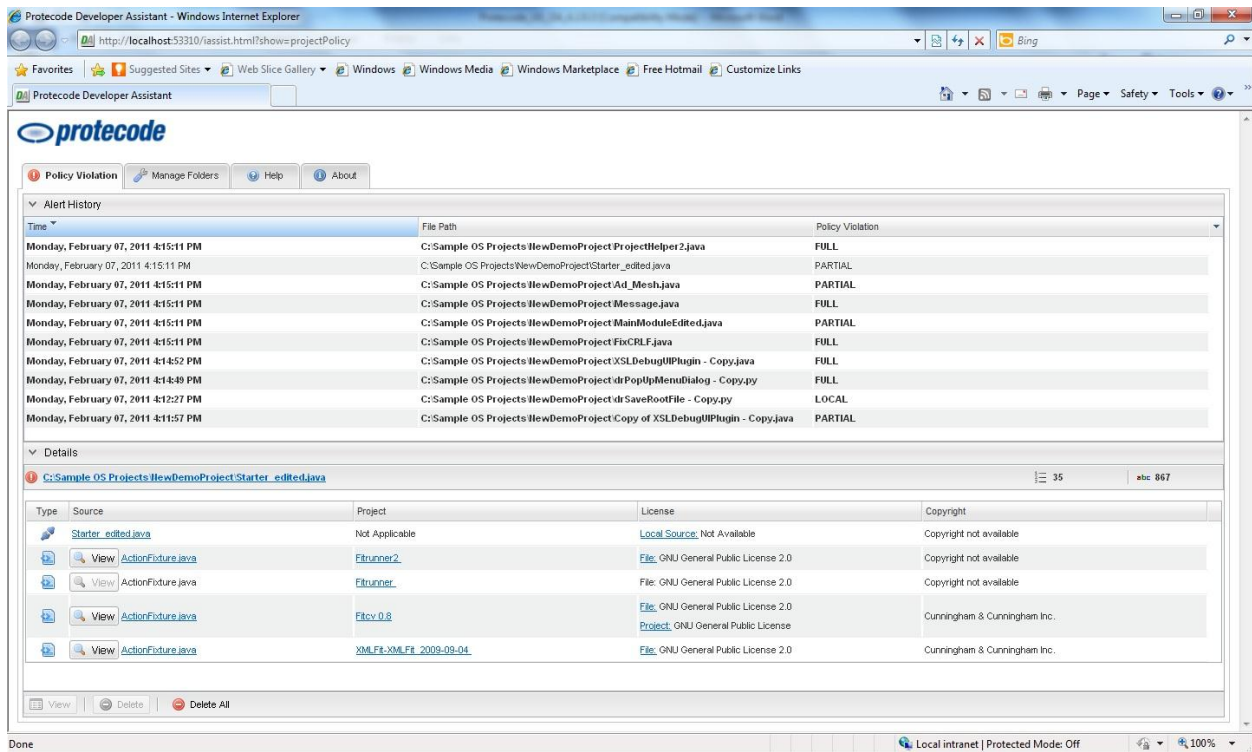 Protecode Developer Assistant - Windows Internet Explorer
http://localhost:53310/iassist.html?show=projectPolicy
Bing
Favorites Suggested Sites Web Slice Gallery Windows Windows Media Windows Marketplace Free Hotmail Customize Links
DA Protecode Developer Assistant
Page Safety Tools
protecode
Policy Violation Manage Folders Help About
Alert History
Time File Path Policy Violation
Monday, February 07, 2011 4:15:11 PM C:\Sample OS Projects\NewDemoProject\ProjectHelper2.java FULL
Monday, February 07, 2011 4:15:11 PM C:\Sample OS Projects\NewDemoProject\Starter_edited.java PARTIAL
Monday, February 07, 2011 4:15:11 PM C:\Sample OS Projects\NewDemoProject\Ad_Mesh.java PARTIAL
Monday, February 07, 2011 4:15:11 PM C:\Sample OS Projects\NewDemoProject\Message.java FULL
Monday, February 07, 2011 4:15:11 PM C:\Sample OS Projects\NewDemoProject\MainModuleEdited.java PARTIAL
Monday, February 07, 2011 4:15:11 PM C:\Sample OS Projects\NewDemoProject\FixCRLF.java FULL
Monday, February 07, 2011 4:14:52 PM C:\Sample OS Projects\NewDemoProject\XSLDebugUIPlugin - Copy.java FULL
Monday, February 07, 2011 4:14:49 PM C:\Sample OS Projects\NewDemoProject\drPopUpMenuDialog - Copy.py FULL
Monday, February 07, 2011 4:12:27 PM C:\Sample OS Projects\NewDemoProject\drSaveRootFile - Copy.py LOCAL
Monday, February 07, 2011 4:11:57 PM C:\Sample OS Projects\NewDemoProject\Copy of XSLDebugUIPlugin - Copy.java PARTIAL
Details
C:\Sample OS Projects\NewDemoProject\Starter_edited.java 35 abc 867
Type Source Project License Copyright
Starter_edited.java Not Applicable Local Source: Not Available Copyright not available
View ActionFixture.java Fitrunner2 File: GNU General Public License 2.0 Copyright not available
View ActionFixture.java Fitrunner File: GNU General Public License 2.0 Copyright not available
View ActionFixture.java Fitcv 0.8 File: GNU General Public License 2.0 Cunningham & Cunningham Inc.
Project: GNU General Public License
View ActionFixture.java XMLFit-XMLFit_2009-09-04 File: GNU General Public License 2.0 Cunningham & Cunningham Inc.
View Delete Delete All
Done Local intranet | Protected Mode: Off 100%